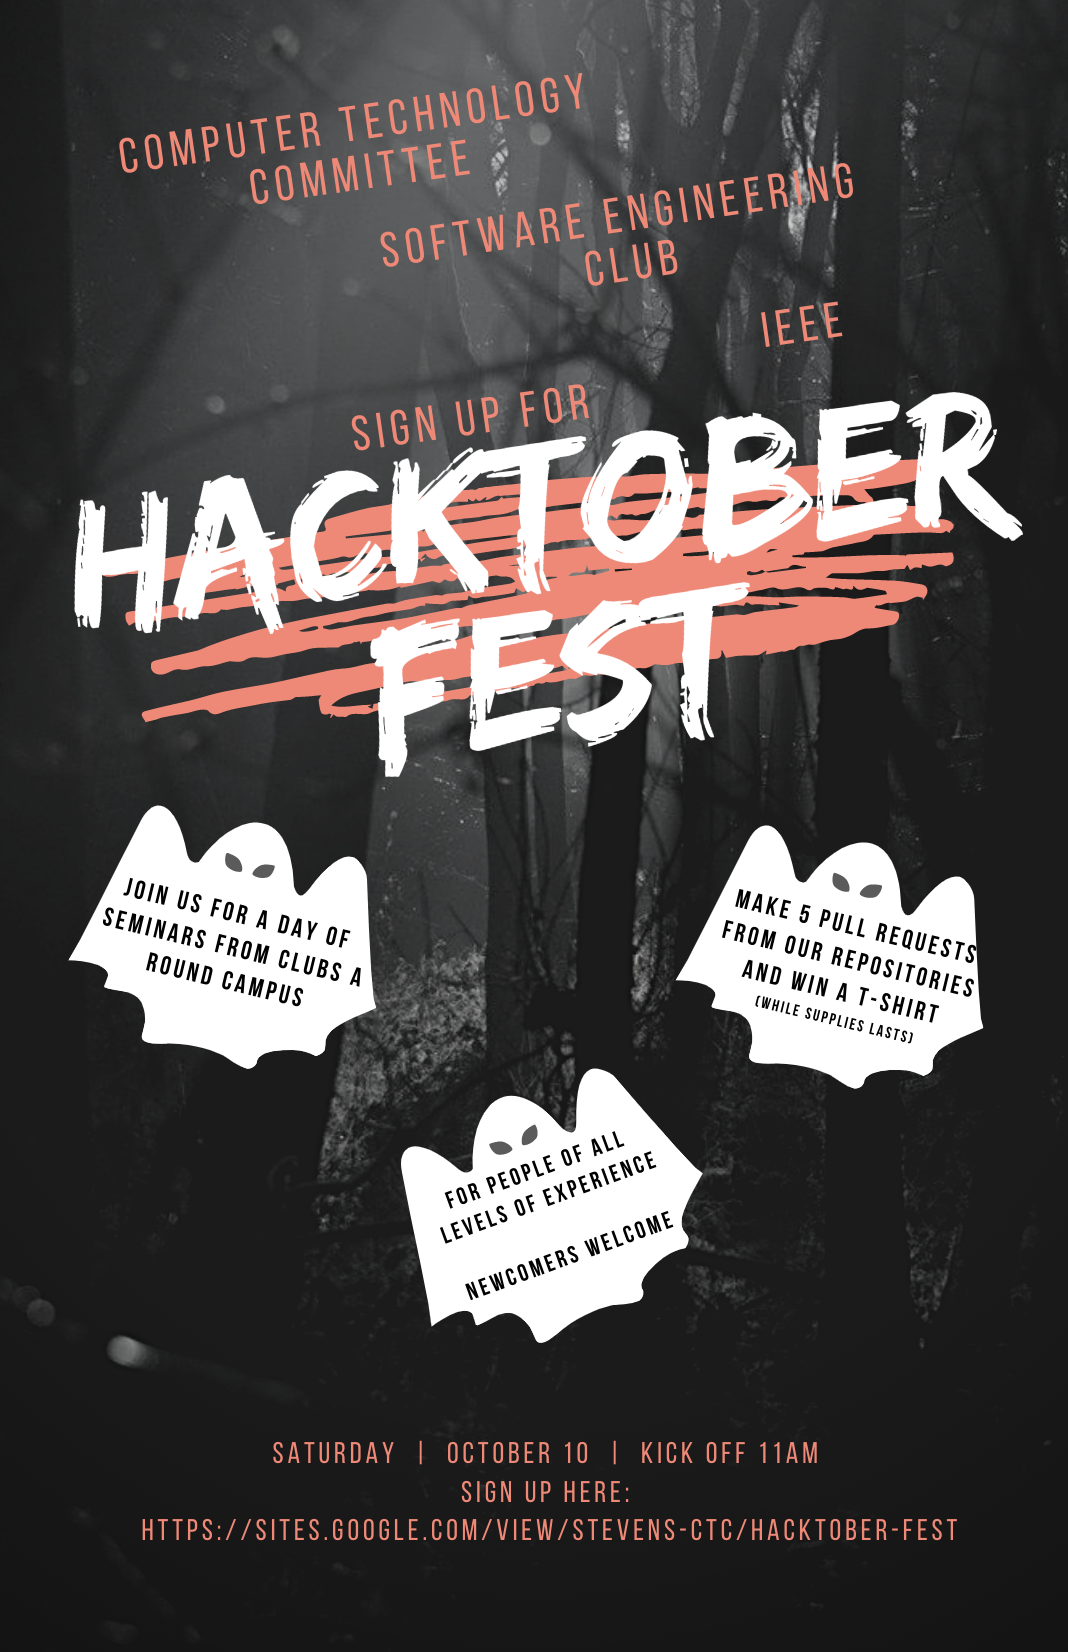 COMPUTER TECHNOLOGY
COMMITTEE
SOFTWARE ENGINEERING
CLUB
IEEE
SIGN UP FOR
HACKTOBER
FEST
JOIN US FOR A DAY OF
SEMINARS FROM CLUBS A
ROUND CAMPUS
MAKE 5 PULL REQUESTS
FROM OUR REPOSITORIES
AND WIN A T-SHIRT
(WHILE SUPPLIES LASTS)
FOR PEOPLE OF ALL
LEVELS OF EXPERIENCE
NEWCOMERS WELCOME
SATURDAY | OCTOBER 10 | KICK OFF 11AM
SIGN UP HERE:
HTTPS://SITES.GOOGLE.COM/VIEW/STEVENS-CTC/HACKTOBER-FEST